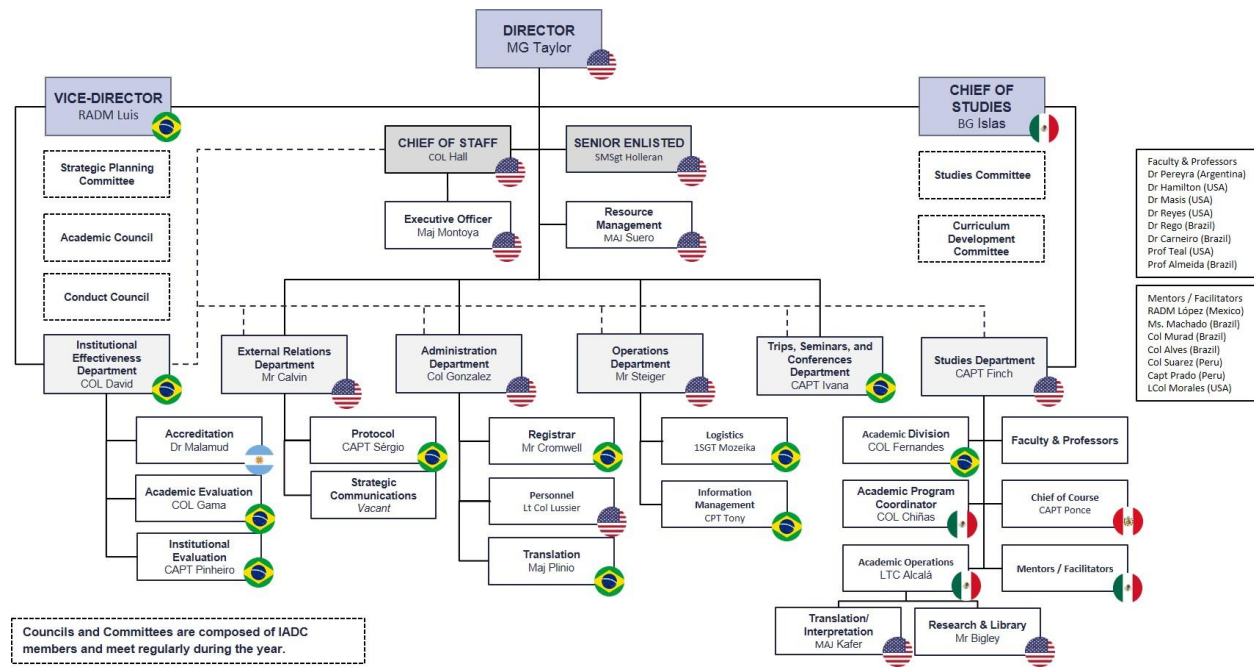 DIRECTOR
MG Taylor
VICE-DIRECTOR
RADM Luis
CHIEF OF
STUDIES
BG Islas
CHIEF OF STAFF
COL Hall
SENIOR ENLISTED
SMSgt Holleran
Strategic Planning
Committee
Academic Council
Conduct Council
Executive Officer
Maj Montoya
Resource
Management
MAJ Suero
Studies Committee
Curriculum
Development
Committee
Faculty & Professors
Dr Pereyra (Argentina)
Dr Hamilton (USA)
Dr Masis (USA)
Dr Reyes (USA)
Dr Rego (Brazil)
Dr Carneiro (Brazil)
Prof Teal (USA)
Prof Almeida (Brazil)
Mentors / Facilitators
RADM López (Mexico)
Ms. Machado (Brazil)
Col Murad (Brazil)
Col Alves (Brazil)
Col Suarez (Peru)
Capt Prado (Peru)
LCol Morales (USA)
Institutional
Effectiveness
Department
COL David
External Relations
Department
Mr Calvin
Administration
Department
Col Gonzalez
Operations
Department
Mr Steiger
Trips, Seminars, and
Conferences
Department
CAPT Ivana
Studies Department
CAPT Finch
Accreditation
Dr Malamud
Academic Evaluation
COL Gama
Institutional
Evaluation
CAPT Pinheiro
Protocol
CAPT Sérgio
Strategic
Communications
Vacant
Registrar
Mr Cromwell
Personnel
Lt Col Lussier
Translation
Maj Plinio
Logistics
1SGT Mozeika
Information
Management
CPT Tony
Academic Division
COL Fernandes
Faculty & Professors
Academic Program
Coordinator
COL Chiñas
Chief of Course
CAPT Ponce
Academic Operations
LTC Alcalá
Mentors / Facilitators
Translation/
Interpretation
MAJ Kafer
Research & Library
Mr Bigley
Councils and Committees are composed of IADC
members and meet regularly during the year.